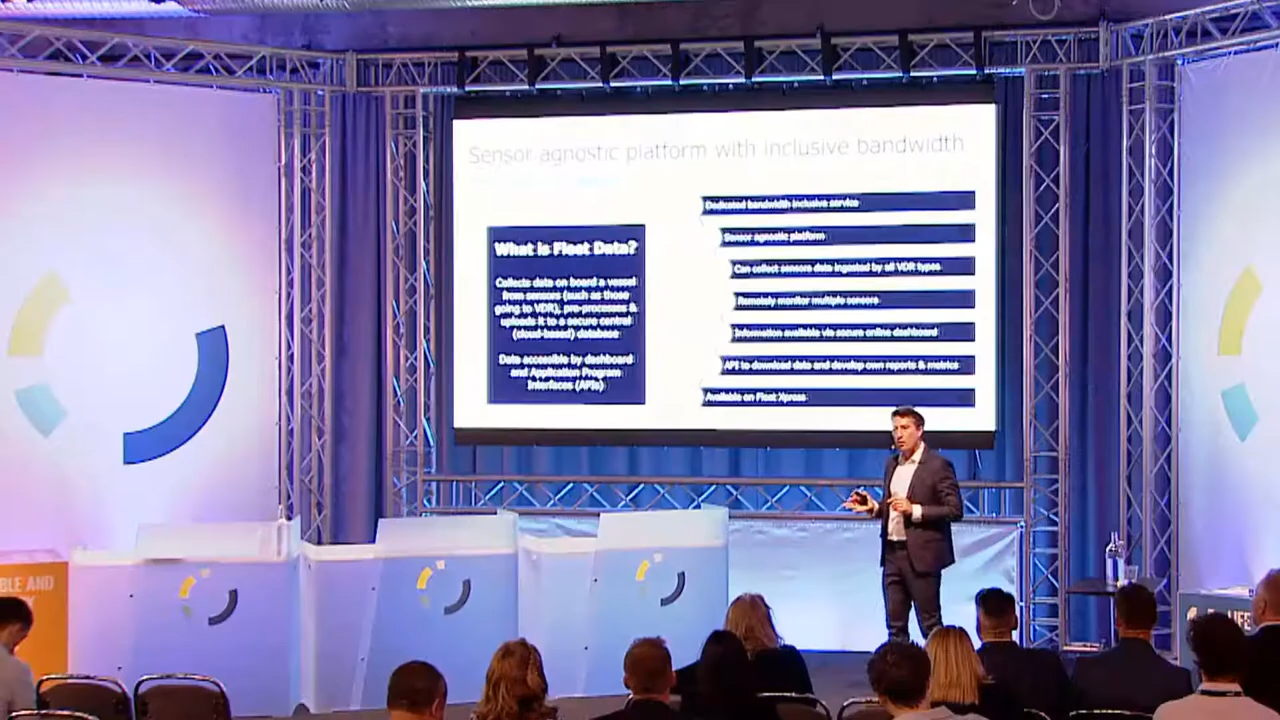 Sensor agnostic platform with inclusive bandwidth
What is Fleet Data?
Collects data on board a vessel
from sensors (such as those
going to VDR), pre-processes &
uploads it to a secure central
(cloud-based) database
Data accessible by dashboard
and Application Program
Interfaces (APIs)
Dedicated bandwidth inclusive service
Sensor agnostic platform
Can collect sensors data ingested by all VDR types
Remotely monitor multiple sensors
Information available via secure online dashboard
API to download data and develop own reports & metrics
Available on Fleet Xpress
BLE AND
LIFE